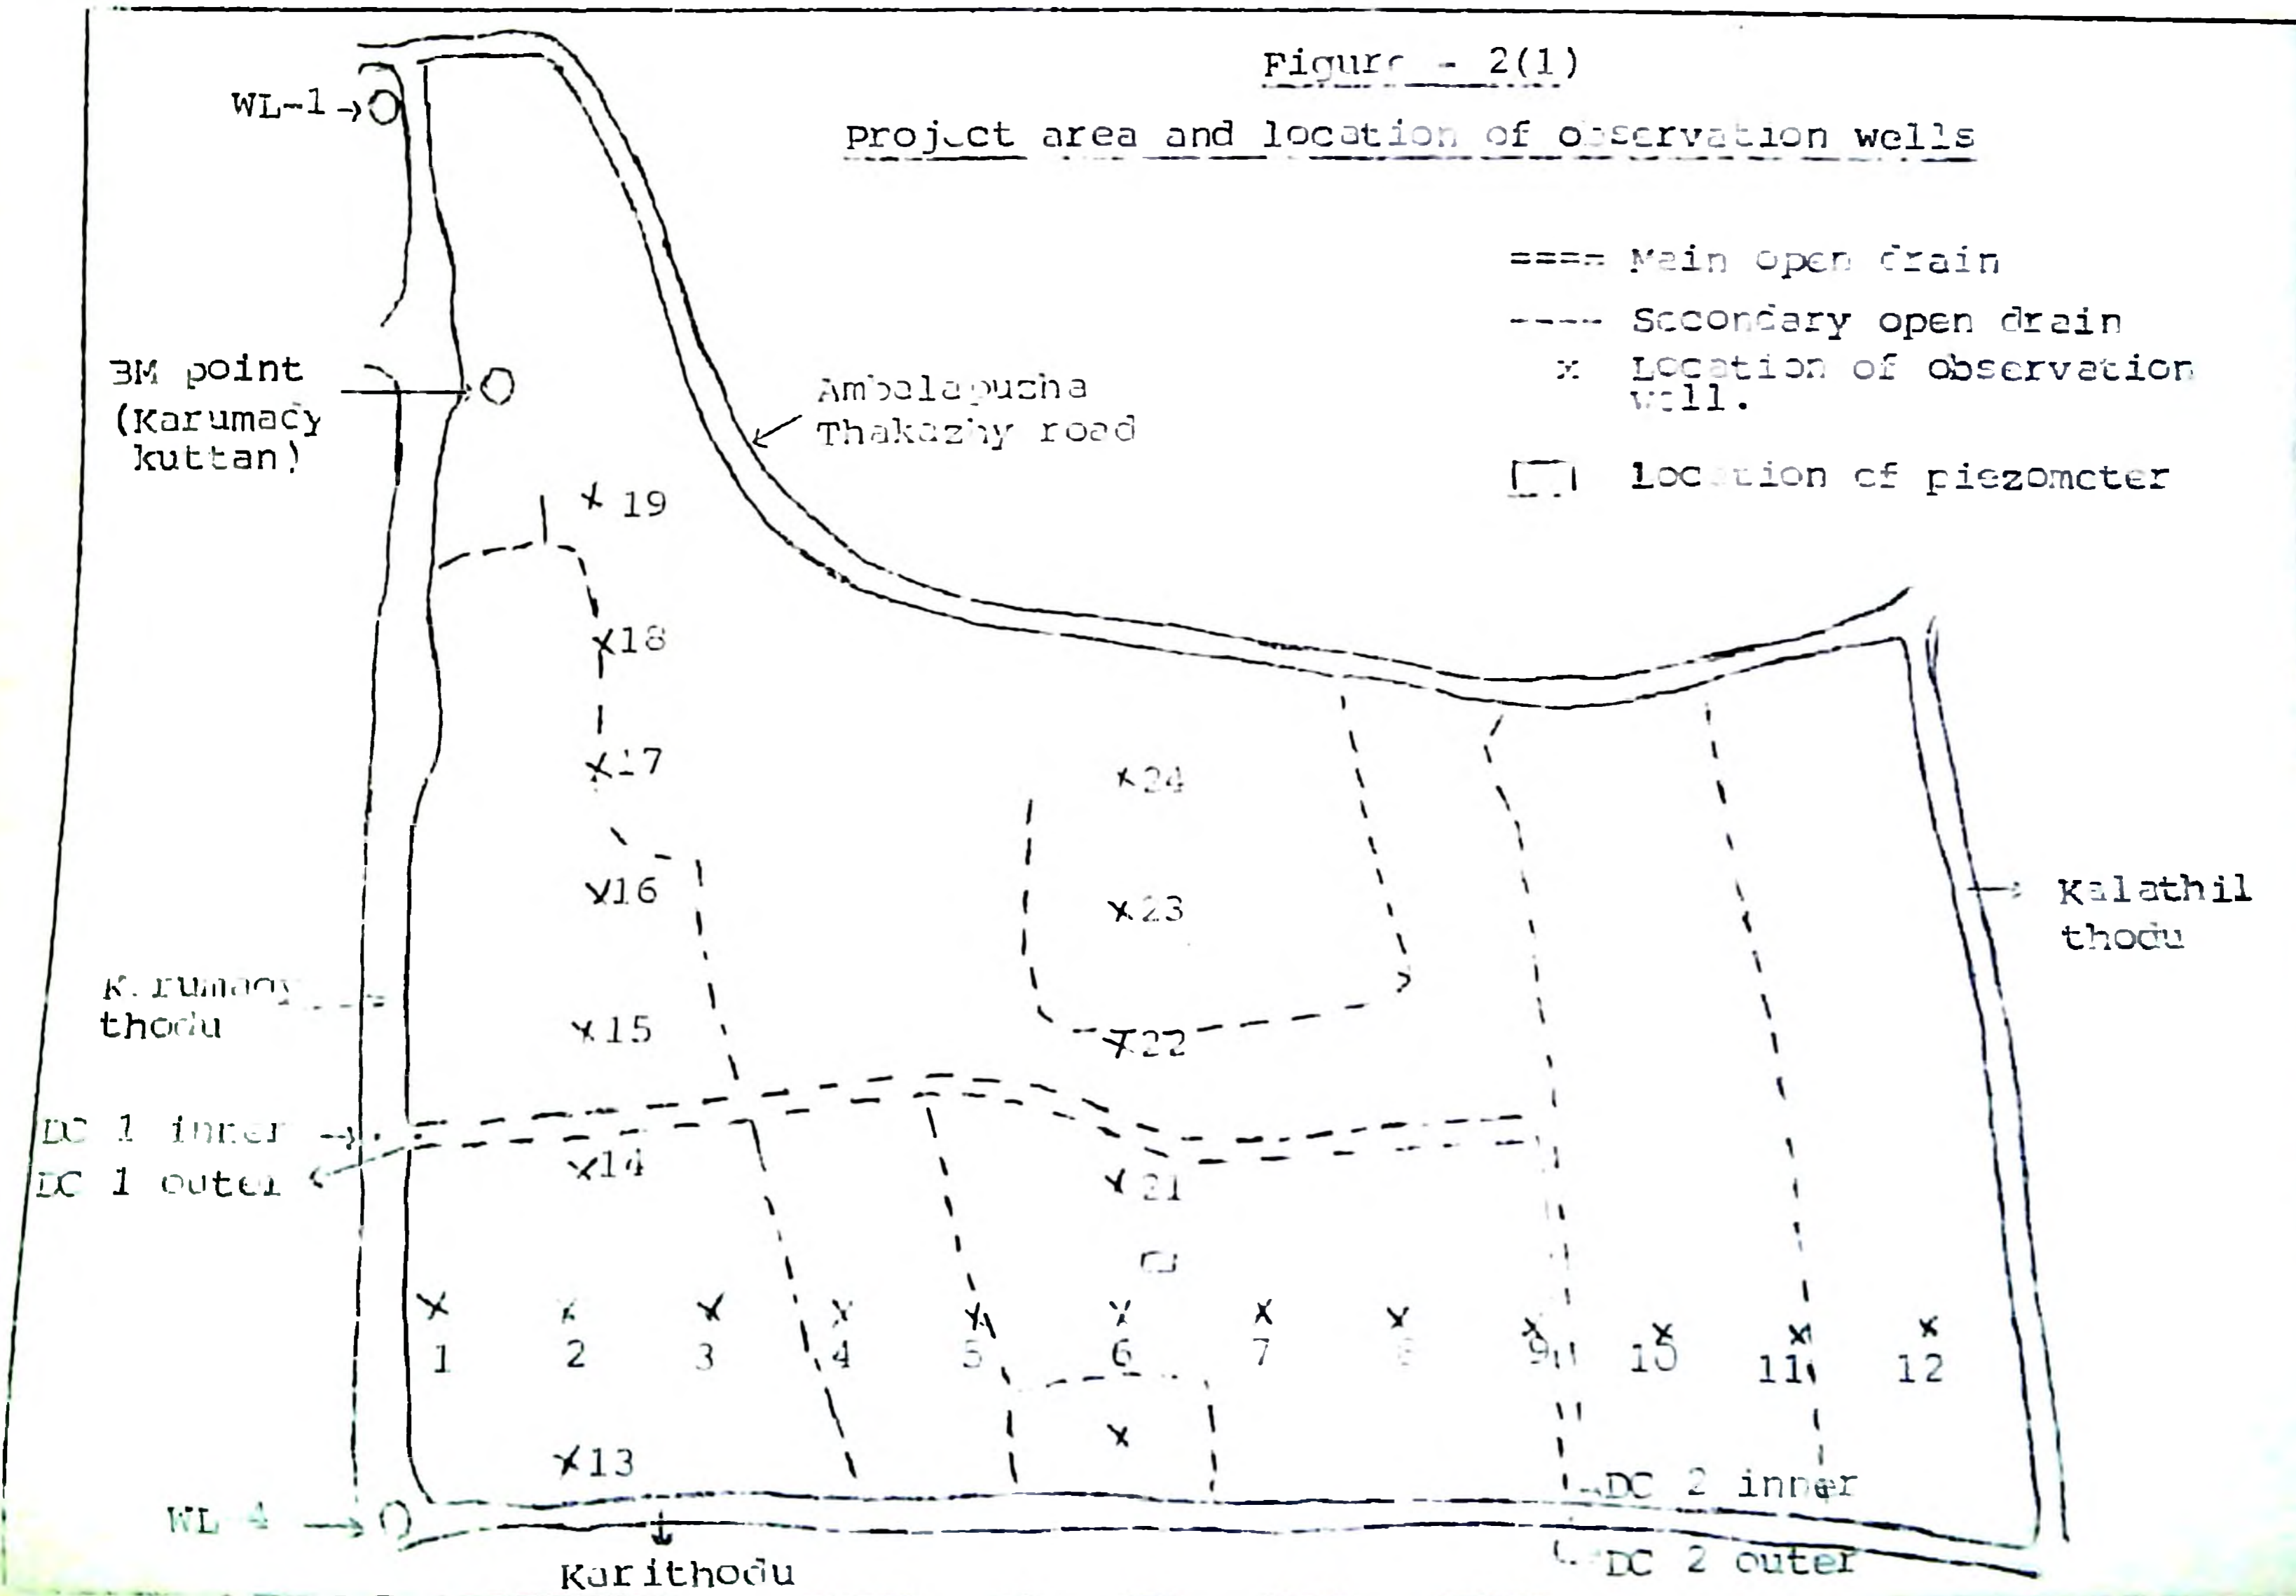 Figure - 2(1)
Project area and location of observation wells
WL-1
==== Main open drain
---- Secondary open drain
x Location of observation
well.
Location of piezometer
BM point
(Karumady
kuttan)
Ambalapuzha
Thakazhy road
19
18
17
24
16
23
Kalathil
thodu
Karumady
thodu
15
22
DC 1 inner
DC 1 outer
14
21
1 2 3 4 5 6 7 8 9 10 11 12
13
DC 2 inner
WL 4
Karithodu
DC 2 outer